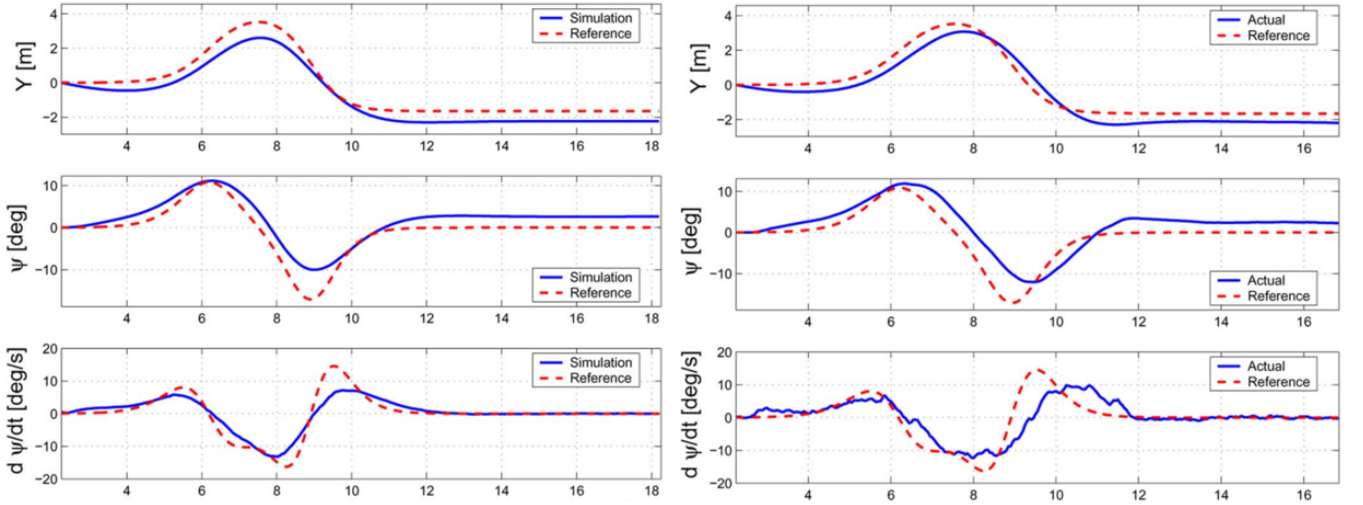 Y [m]
4
2
0
−2
Simulation
Reference
4 6 8 10 12 14 16 18
ψ [deg]
10
0
−10
Simulation
Reference
4 6 8 10 12 14 16 18
d ψ/dt [deg/s]
20
10
0
−10
−20
Simulation
Reference
4 6 8 10 12 14 16 18
Y [m]
4
2
0
−2
Actual
Reference
4 6 8 10 12 14 16
ψ [deg]
10
0
−10
Actual
Reference
4 6 8 10 12 14 16
d ψ/dt [deg/s]
20
10
0
−10
−20
Actual
Reference
4 6 8 10 12 14 16